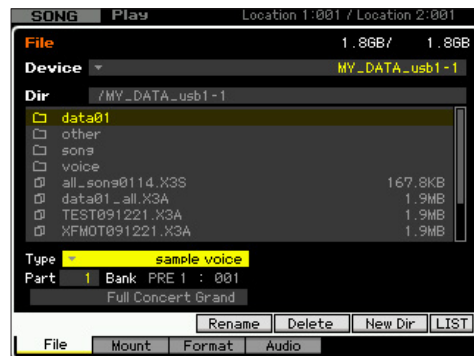 SONG Play Location 1:001 / Location 2:001
File 1.8GB/ 1.8GB
Device MV_DATA_usb1-1
Dir /MV_DATA_usb1-1
data01
other
song
voice
all_song0114.X3S 167.8KB
data01_all.X3A 1.9MB
TEST091221.X3A 1.9MB
XFMOT091221.X3A 1.9MB
Type sample voice
Part 1 Bank PRE 1 : 001
Full Concert Grand
Rename Delete New Dir LIST
File Mount Format Audio